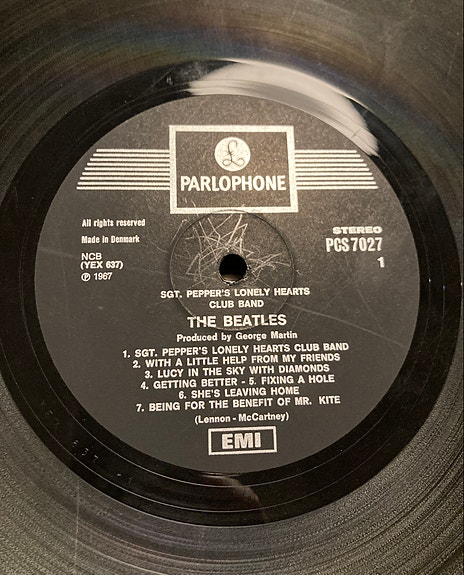 £
PARLOPHONE
All rights reserved
Made in Denmark
NCB
(YEX 637)
℗ 1967
STEREO
PCS 7027
1
SGT. PEPPER'S LONELY HEARTS
CLUB BAND
THE BEATLES
Produced by George Martin
1. SGT. PEPPER'S LONELY HEARTS CLUB BAND
2. WITH A LITTLE HELP FROM MY FRIENDS
3. LUCY IN THE SKY WITH DIAMONDS
4. GETTING BETTER - 5. FIXING A HOLE
6. SHE'S LEAVING HOME
7. BEING FOR THE BENEFIT OF MR. KITE
(Lennon - McCartney)
EMI